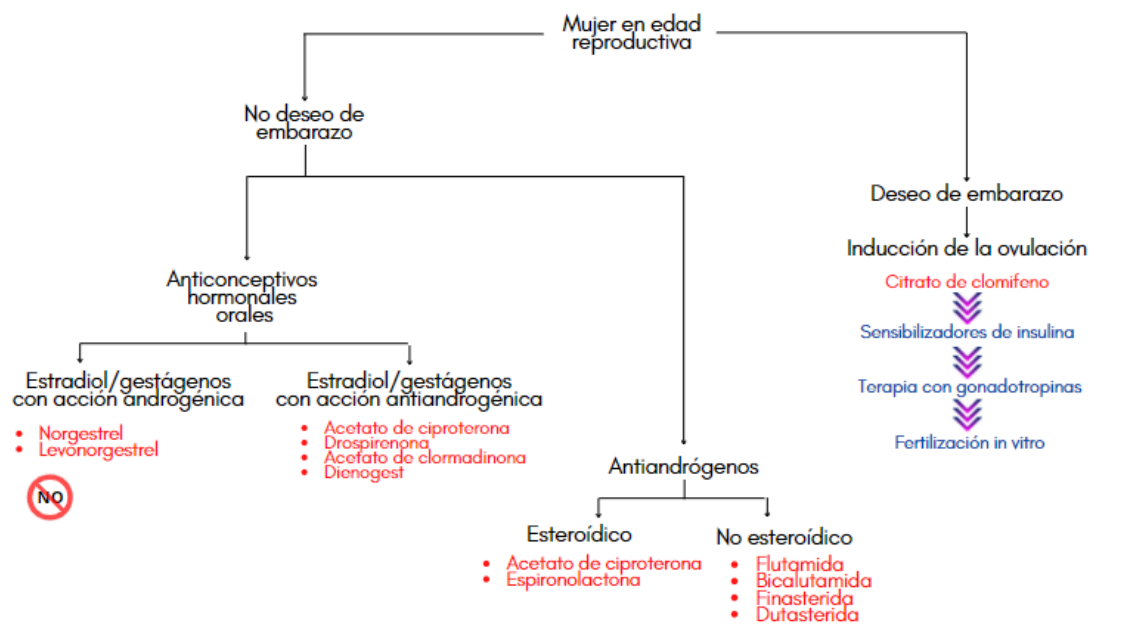 Mujer en edad
reproductiva
No deseo de
embarazo
Anticonceptivos
hormonales
orales
Estradiol/gestágenos
con acción androgénica
• Norgestrel
• Levonorgestrel
NO
Estradiol/gestágenos
con acción antiandrogénica
• Acetato de ciproterona
• Drospirenona
• Acetato de clormadinona
• Dienogest
Antiandrógenos
Esteroídico
• Acetato de ciproterona
• Espironolactona
No esteroídico
• Flutamida
• Bicalutamida
• Finasterida
• Dutasterida
Deseo de embarazo
Inducción de la ovulación
Citrato de clomifeno
Sensibilizadores de insulina
Terapia con gonadotropinas
Fertilización in vitro